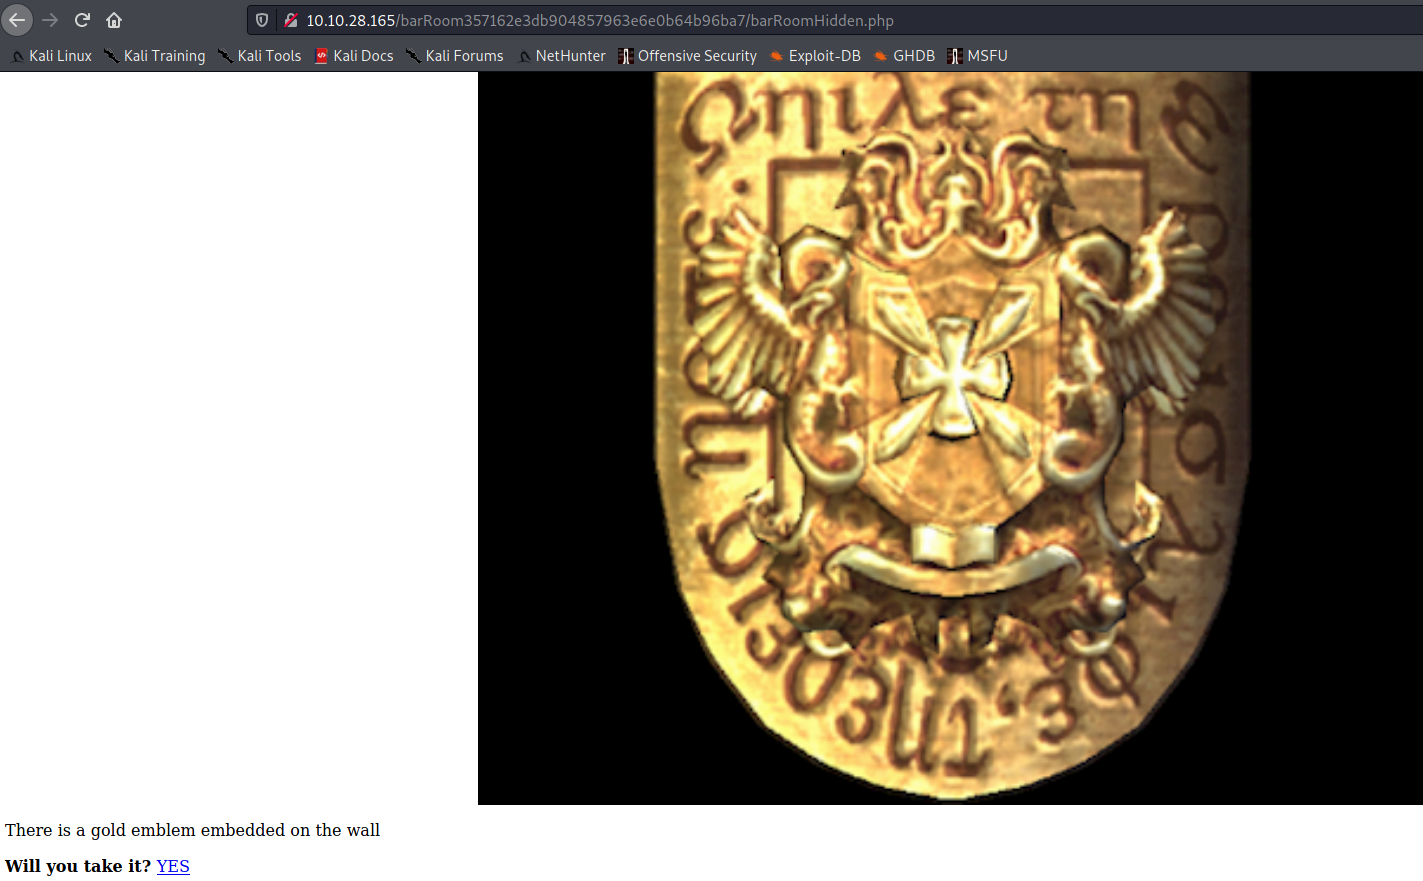 10.10.28.165/barRoom357162e3db904857963e6e0b64b96ba7/barRoomHidden.php
Kali Linux Kali Training Kali Tools Kali Docs Kali Forums NetHunter Offensive Security Exploit-DB GHDB MSFU
There is a gold emblem embedded on the wall
Will you take it? YES